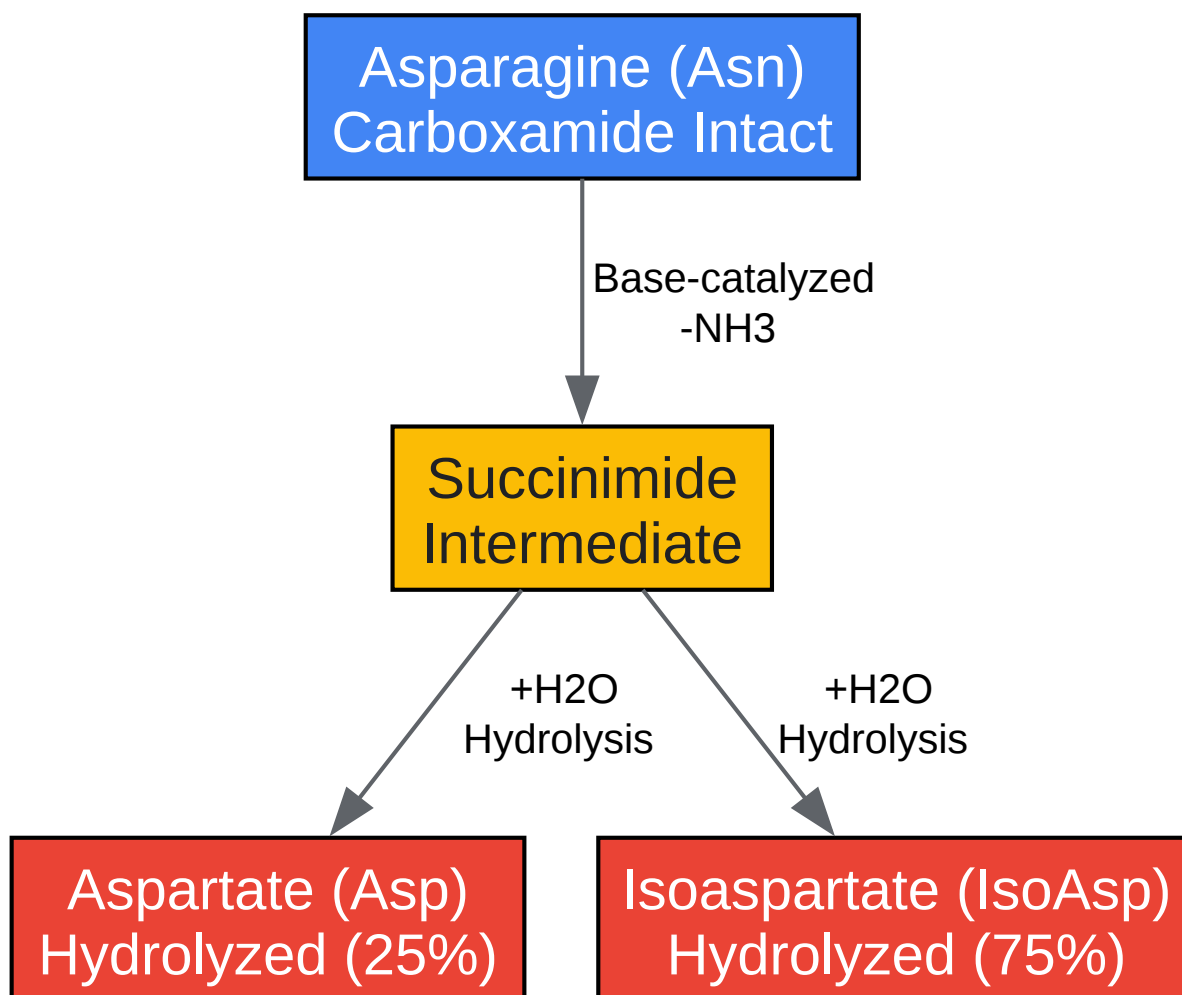 Asparagine (Asn)
Carboxamide Intact
Base-catalyzed
-NH3
Succinimide
Intermediate
+H2O
Hydrolysis
+H2O
Hydrolysis
Aspartate (Asp)
Hydrolyzed (25%)
Isoaspartate (IsoAsp)
Hydrolyzed (75%)